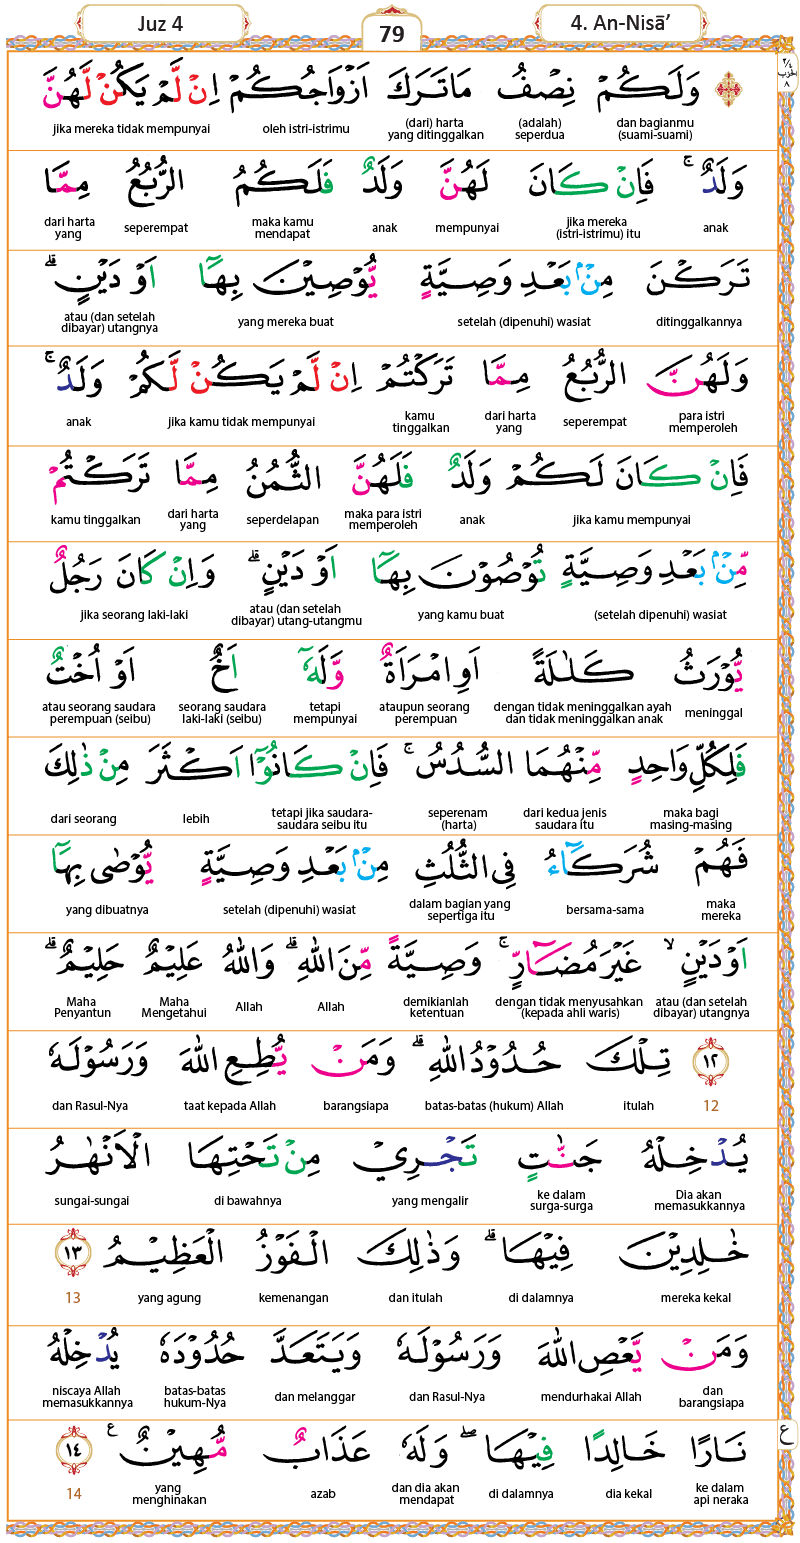 Juz 4
79
4. An-Nisā’
وَلَكُمْ نِصْفُ مَا تَرَكَ اَزْوَاجُكُمْ اِنْ لَّمْ يَكُنْ لَّهُنَّ
dan bagianmu (suami-suami) (adalah) seperdua (dari) harta yang ditinggalkan oleh istri-istrimu jika mereka tidak mempunyai
وَلَدٌ ۚ فَاِنْ كَانَ لَهُنَّ وَلَدٌ فَلَكُمُ الرُّبُعُ مِمَّا
anak jika mereka (istri-istrimu) itu mempunyai anak maka kamu mendapat seperempat dari harta yang
تَرَكْنَ مِنْۢ بَعْدِ وَصِيَّةٍ يُّوْصِيْنَ بِهَآ اَوْ دَيْنٍ ۗ
ditinggalkannya setelah (dipenuhi) wasiat yang mereka buat atau (dan setelah dibayar) utangnya
وَلَهُنَّ الرُّبُعُ مِمَّا تَرَكْتُمْ اِنْ لَّمْ يَكُنْ لَّكُمْ وَلَدٌ ۚ
para istri memperoleh seperempat dari harta yang kamu tinggalkan jika kamu tidak mempunyai anak
فَاِنْ كَانَ لَكُمْ وَلَدٌ فَلَهُنَّ الثُّمُنُ مِمَّا تَرَكْتُمْ
jika kamu mempunyai anak maka para istri memperoleh seperdelapan dari harta yang kamu tinggalkan
مِّنْۢ بَعْدِ وَصِيَّةٍ تُوْصُوْنَ بِهَآ اَوْ دَيْنٍ ۗ وَاِنْ كَانَ رَجُلٌ
(setelah dipenuhi) wasiat yang kamu buat atau (dan setelah dibayar) utang-utangmu jika seorang laki-laki
يُّوْرَثُ كَلٰلَةً اَوِ امْرَاَةٌ وَّلَهٗٓ اَخٌ اَوْ اُخْتٌ
meninggal dengan tidak meninggalkan ayah dan tidak meninggalkan anak ataupun seorang perempuan tetapi mempunyai seorang saudara laki-laki (seibu) atau seorang saudara perempuan (seibu)
فَلِكُلِّ وَاحِدٍ مِّنْهُمَا السُّدُسُ ۚ فَاِنْ كَانُوْٓا اَكْثَرَ مِنْ ذٰلِكَ
maka bagi masing-masing dari kedua jenis saudara itu seperenam (harta) tetapi jika saudara-saudara seibu itu lebih dari seorang
فَهُمْ شُرَكَاۤءُ فِى الثُّلُثِ مِنْۢ بَعْدِ وَصِيَّةٍ يُّوْصٰى بِهَآ
maka mereka bersama-sama dalam bagian yang sepertiga itu setelah (dipenuhi) wasiat yang dibuatnya
اَوْ دَيْنٍ ۙ غَيْرَ مُضَاۤرٍّ ۚ وَصِيَّةً مِّنَ اللّٰهِ ۗ وَاللّٰهُ عَلِيْمٌ حَلِيْمٌ ۗ
atau (dan setelah dibayar) utangnya dengan tidak menyusahkan (kepada ahli waris) demikianlah ketentuan Allah Allah Maha Mengetahui Maha Penyantun
١٢ تِلْكَ حُدُوْدُ اللّٰهِ ۗ وَمَنْ يُّطِعِ اللّٰهَ وَرَسُوْلَهٗ
12 itulah batas-batas (hukum) Allah barangsiapa taat kepada Allah dan Rasul-Nya
يُدْخِلْهُ جَنّٰتٍ تَجْرِيْ مِنْ تَحْتِهَا الْاَنْهٰرُ
Dia akan memasukkannya ke dalam surga-surga yang mengalir di bawahnya sungai-sungai
خٰلِدِيْنَ فِيْهَا ۗ وَذٰلِكَ الْفَوْزُ الْعَظِيْمُ ١٣
mereka kekal di dalamnya dan itulah kemenangan yang agung 13
وَمَنْ يَّعْصِ اللّٰهَ وَرَسُوْلَهٗ وَيَتَعَدَّ حُدُوْدَهٗ يُدْخِلْهُ
dan barangsiapa mendurhakai Allah dan Rasul-Nya dan melanggar batas-batas hukum-Nya niscaya Allah memasukkannya
نَارًا خَالِدًا فِيْهَا ۖ وَلَهٗ عَذَابٌ مُّهِيْنٌ ࣖ ١٤
ke dalam api neraka dia kekal di dalamnya dan dia akan mendapat azab yang menghinakan 14
ع